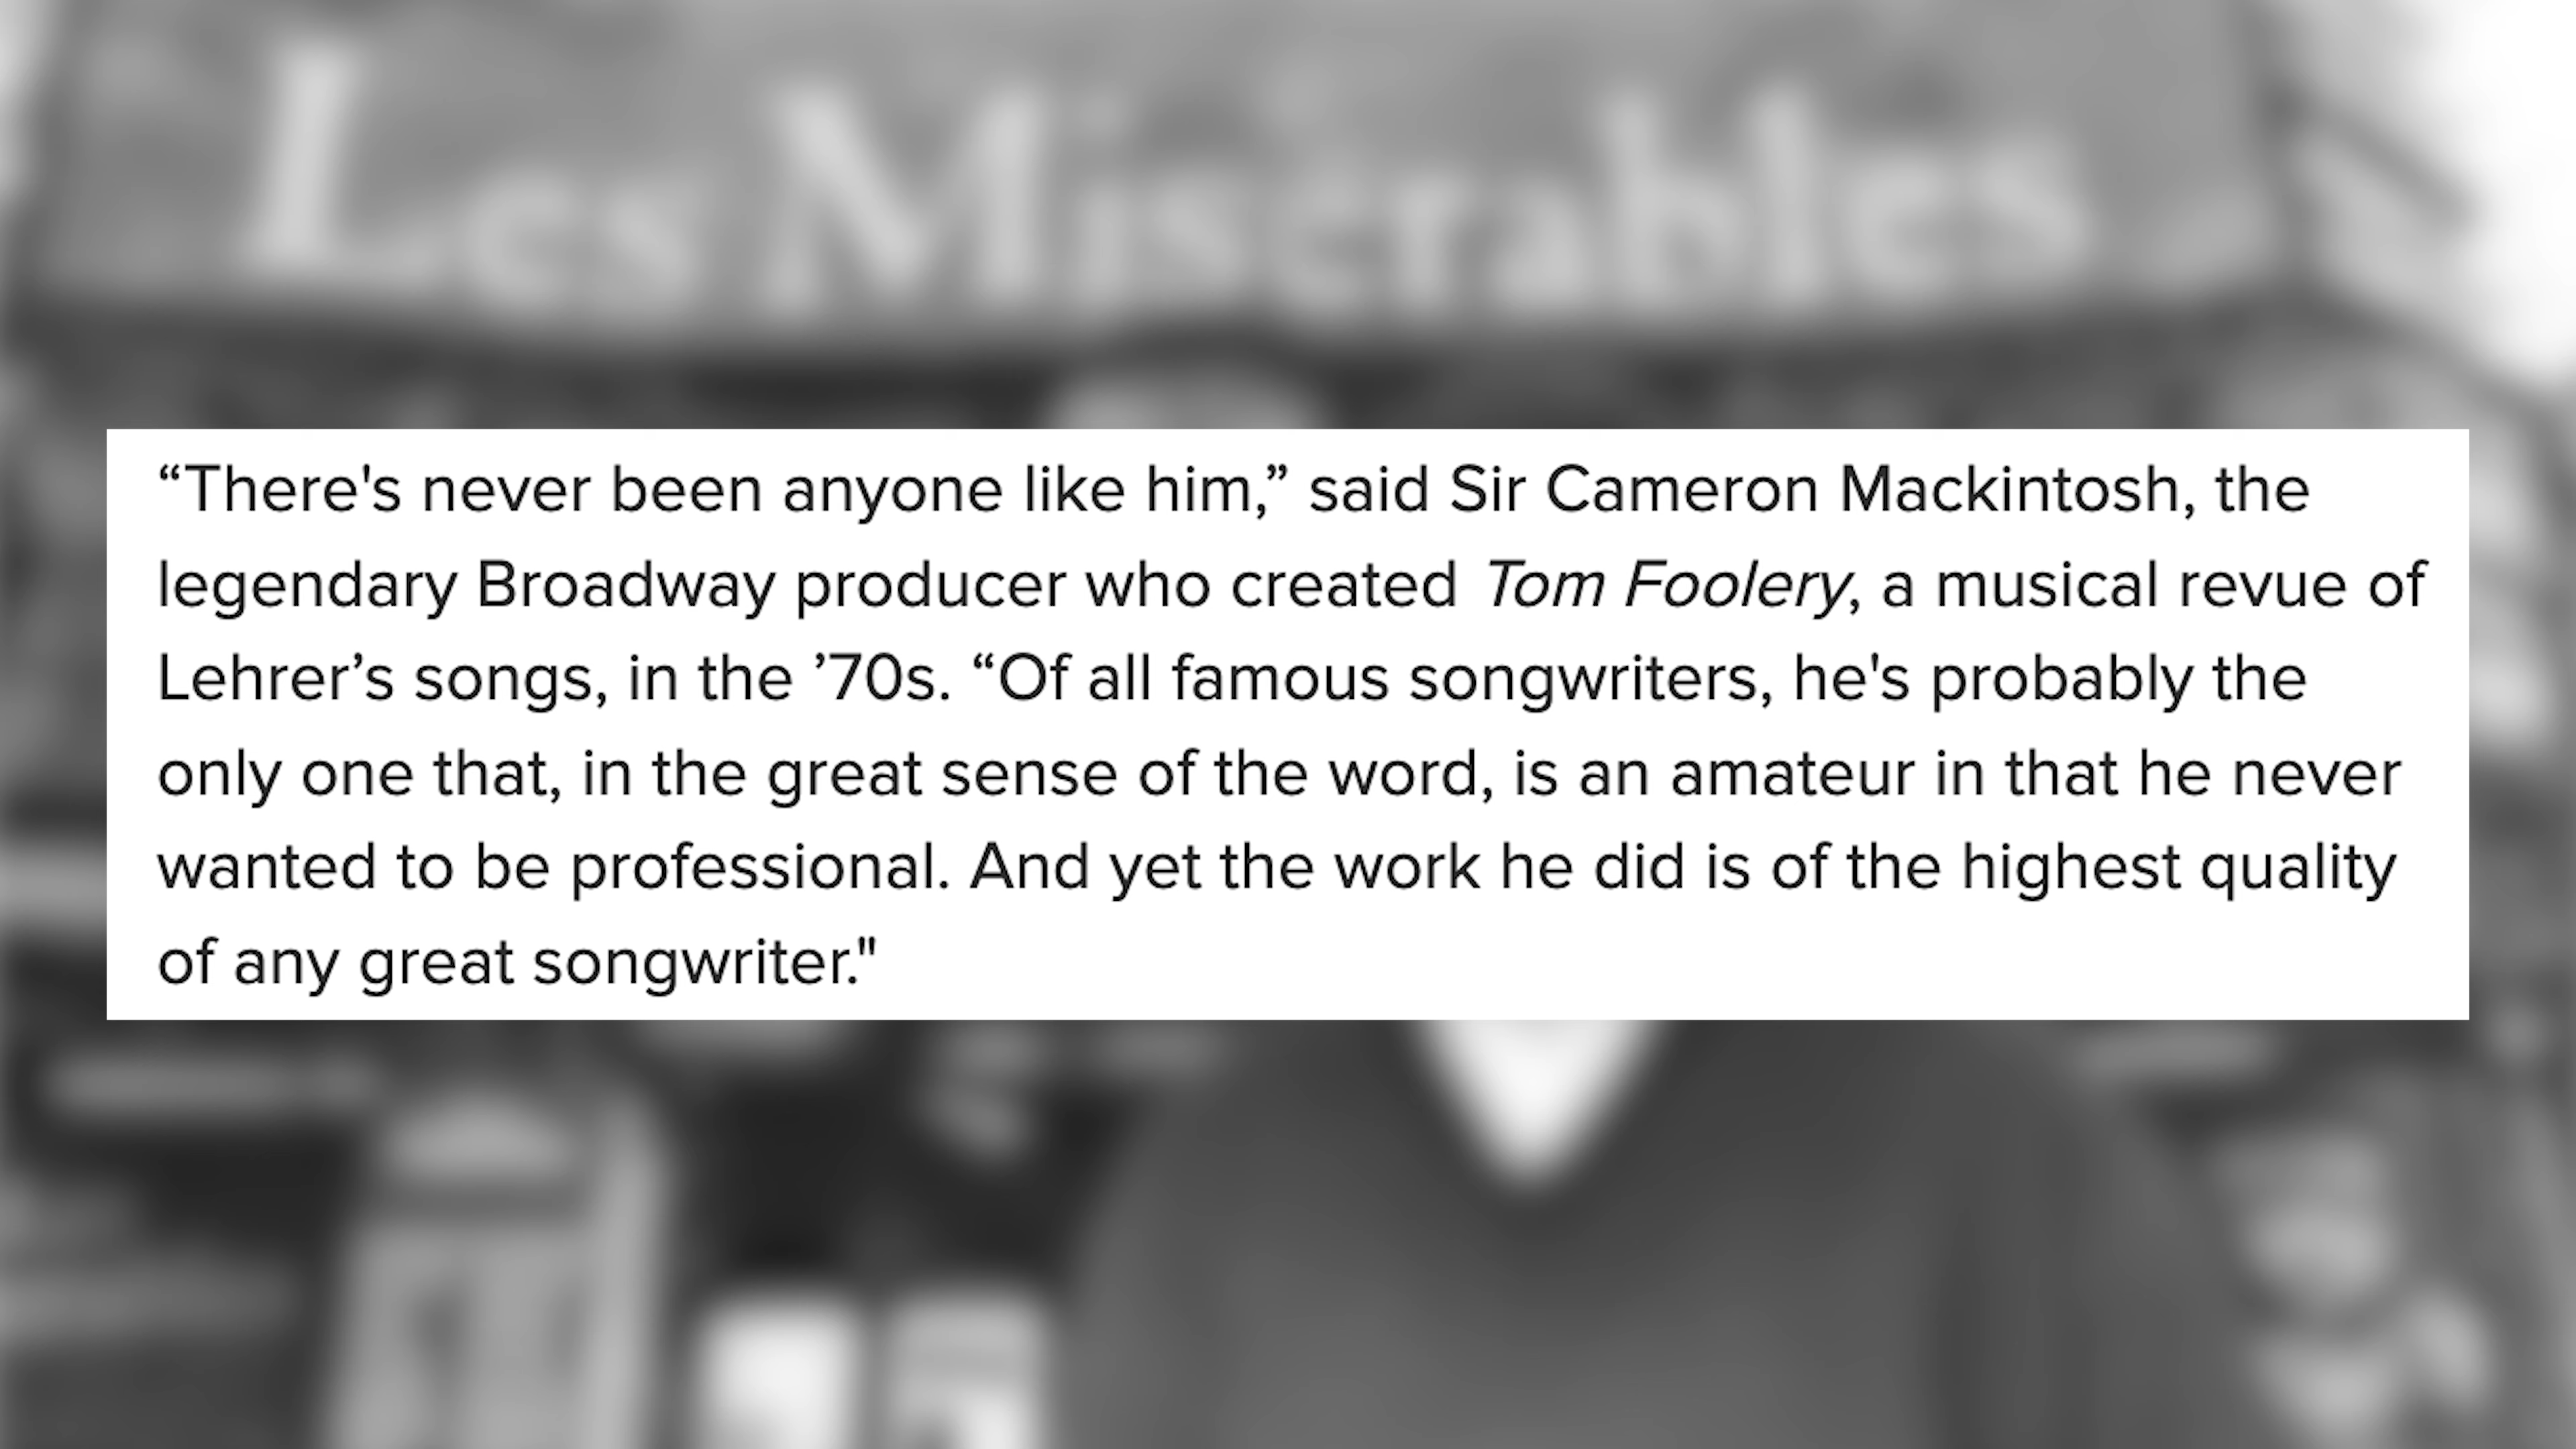 Les Misérables
“There's never been anyone like him,” said Sir Cameron Mackintosh, the
legendary Broadway producer who created Tom Foolery, a musical revue of
Lehrer’s songs, in the ’70s. “Of all famous songwriters, he's probably the
only one that, in the great sense of the word, is an amateur in that he never
wanted to be professional. And yet the work he did is of the highest quality
of any great songwriter."